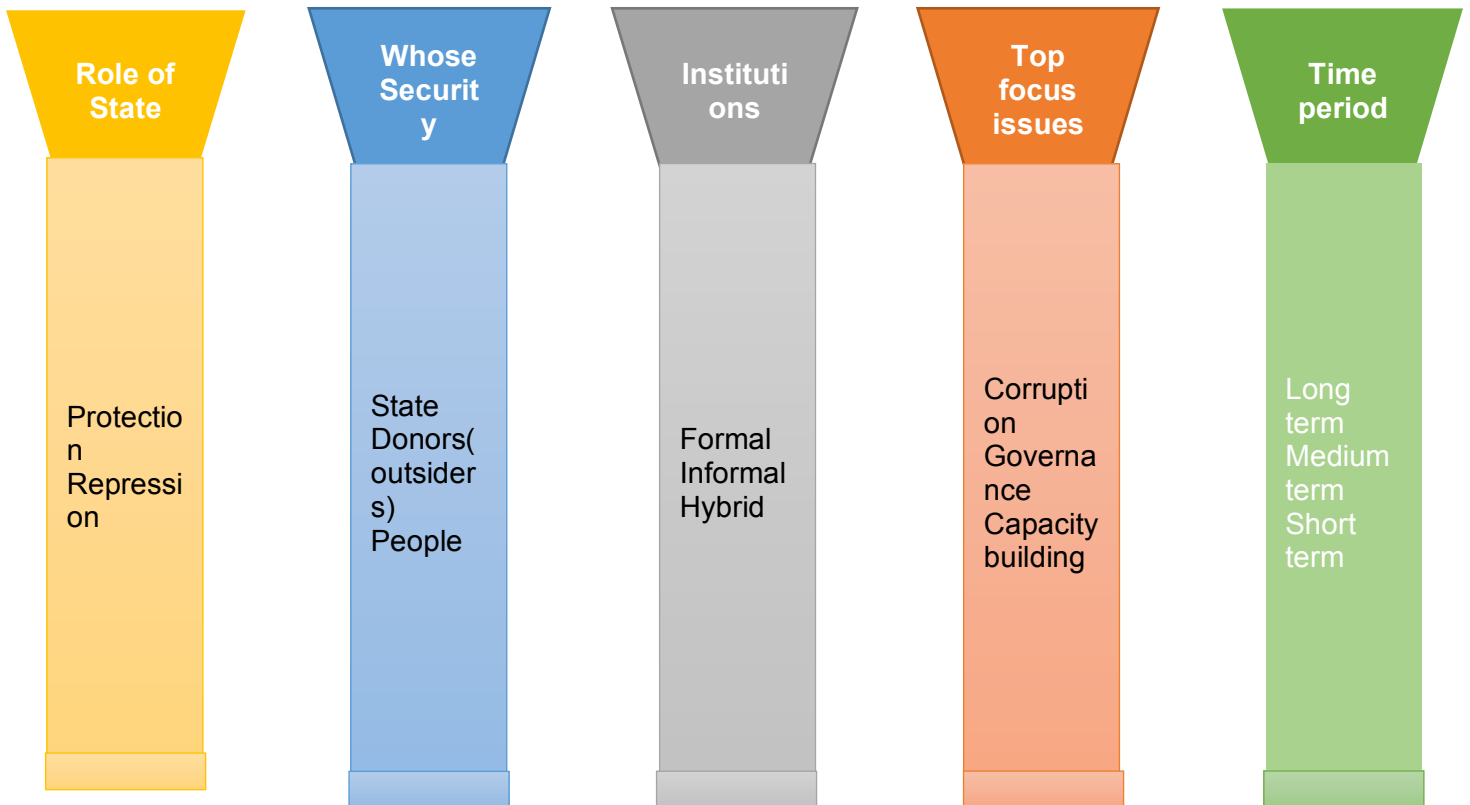 Role of
State
Whose
Securit
y
Instituti
ons
Top
focus
issues
Time
period
Protectio
n
Repressi
on
State
Donors(
outsider
s)
People
Formal
Informal
Hybrid
Corrupti
on
Governa
nce
Capacity
building
Long
term
Medium
term
Short
term